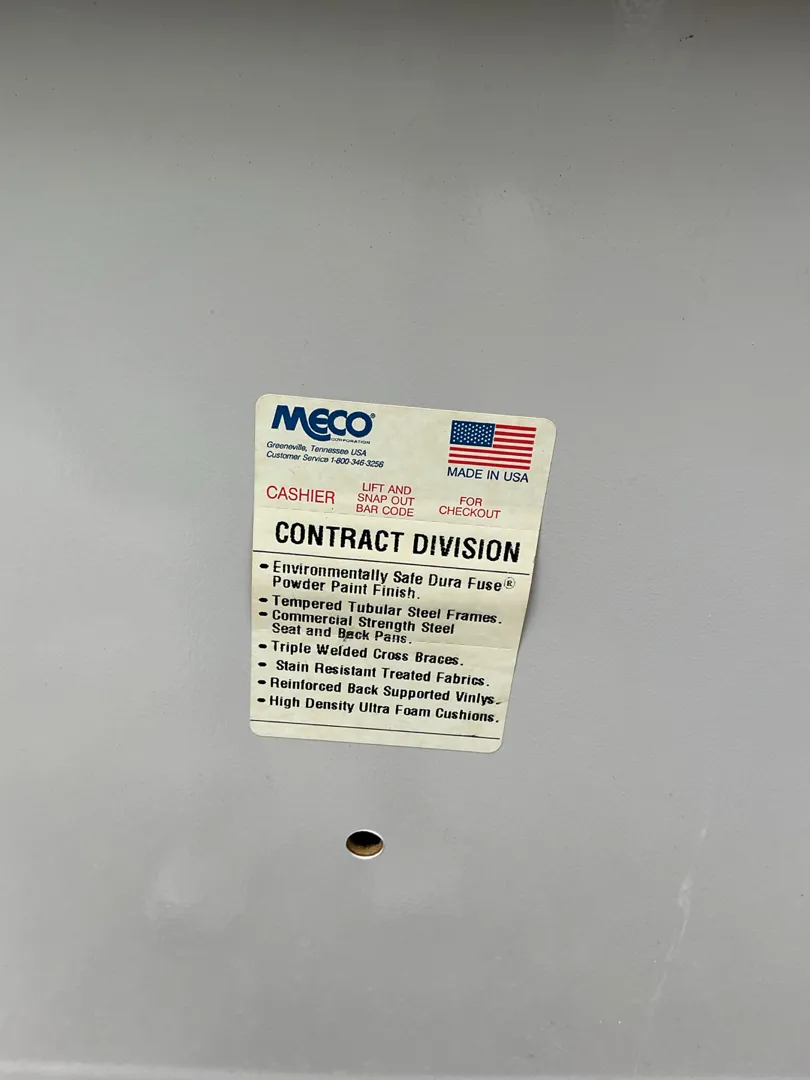 MECO®
CORPORATION
Greeneville, Tennessee USA
Customer Service 1-800-346-3256
MADE IN USA
CASHIER
LIFT AND
SNAP OUT
BAR CODE
FOR
CHECKOUT
CONTRACT DIVISION
• Environmentally Safe Dura Fuse®
Powder Paint Finish.
• Tempered Tubular Steel Frames.
• Commercial Strength Steel
Seat and Back Pans.
• Triple Welded Cross Braces.
• Stain Resistant Treated Fabrics.
• Reinforced Back Supported Vinlys.
• High Density Ultra Foam Cushions.